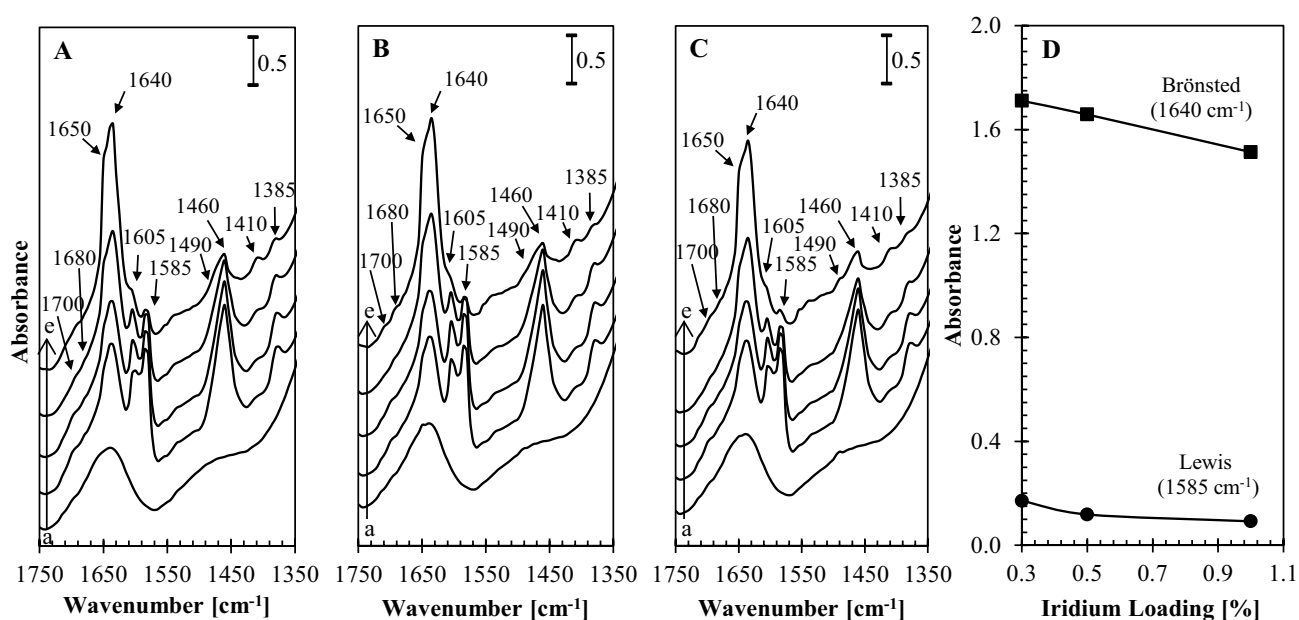 A
0.5
1640
1650
1385
1460
1410
1605
1490
1680
1585
1700
e
a
1750 1650 1550 1450 1350
Wavenumber [cm-1]
Absorbance
B
0.5
1640
1650
1385
1460
1410
1680
1605
1490
1585
1700
e
a
1750 1650 1550 1450 1350
Wavenumber [cm-1]
C
0.5
1640
1650
1385
1680
1460
1410
1605
1490
1700
1585
e
a
1750 1650 1550 1450 1350
Wavenumber [cm-1]
D
2.0
1.6
1.2
0.8
0.4
0.0
Absorbance
Brönsted
(1640 cm-1)
Lewis
(1585 cm-1)
0.3 0.5 0.7 0.9 1.1
Iridium Loading [%]